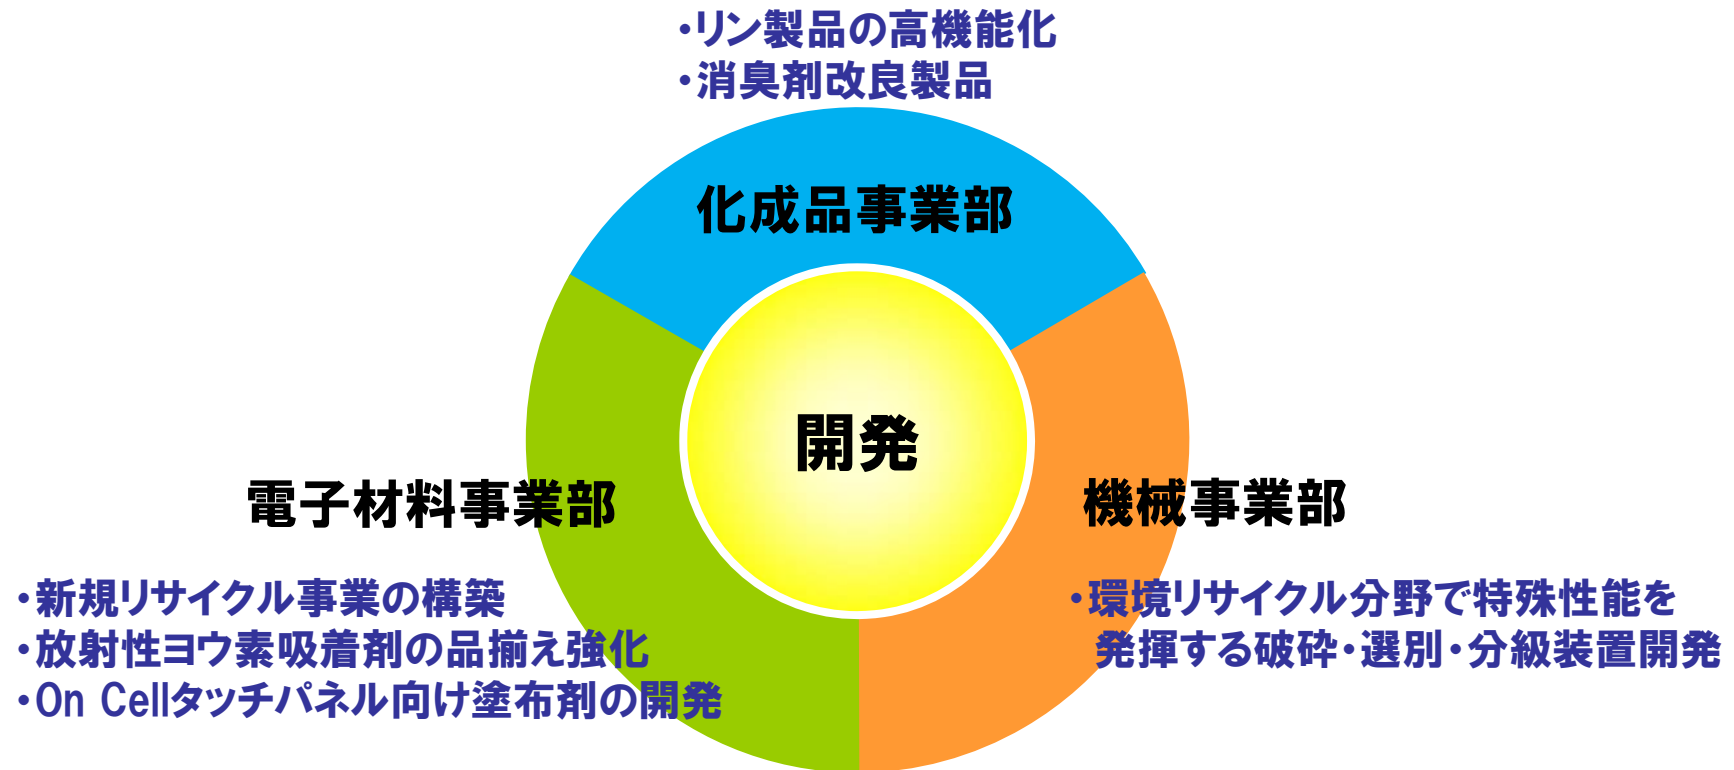 ・リン製品の高機能化
・消臭剤改良製品
化成品事業部
開発
電子材料事業部
・新規リサイクル事業の構築
・放射性ヨウ素吸着剤の品揃え強化
・On Cellタッチパネル向け塗布剤の開発
機械事業部
・環境リサイクル分野で特殊性能を
発揮する破砕・選別・分級装置開発